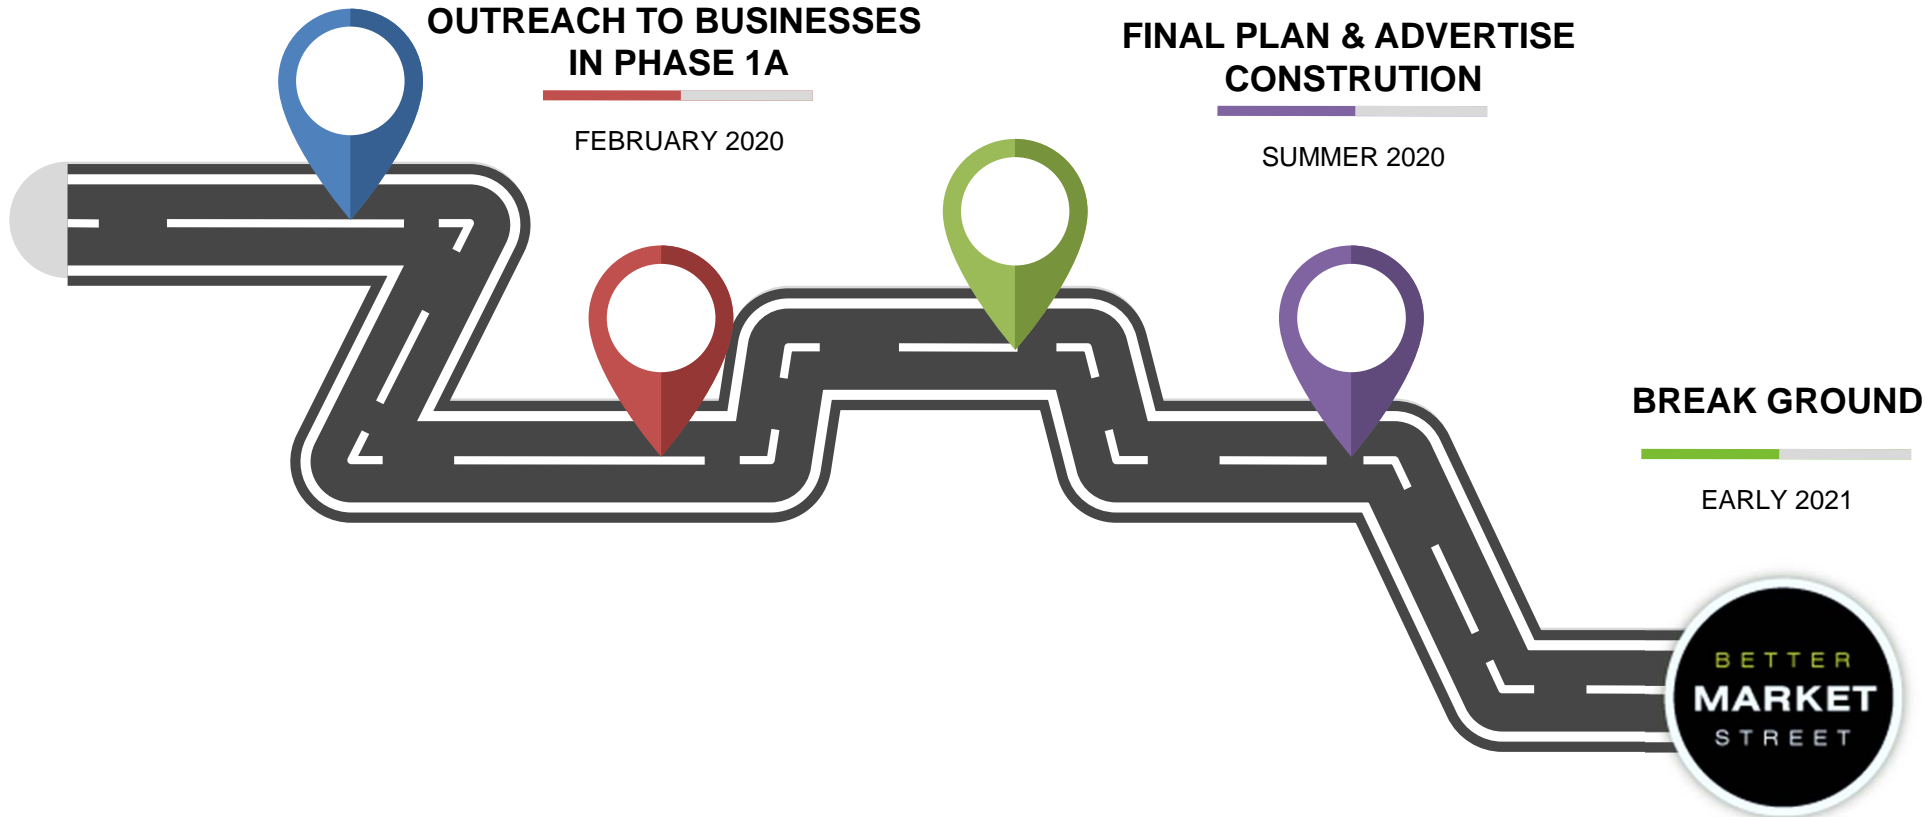 OUTREACH TO BUSINESSES
IN PHASE 1A
FEBRUARY 2020
FINAL PLAN & ADVERTISE
CONSTRUTION
SUMMER 2020
BREAK GROUND
EARLY 2021
BETTER
MARKET
STREET